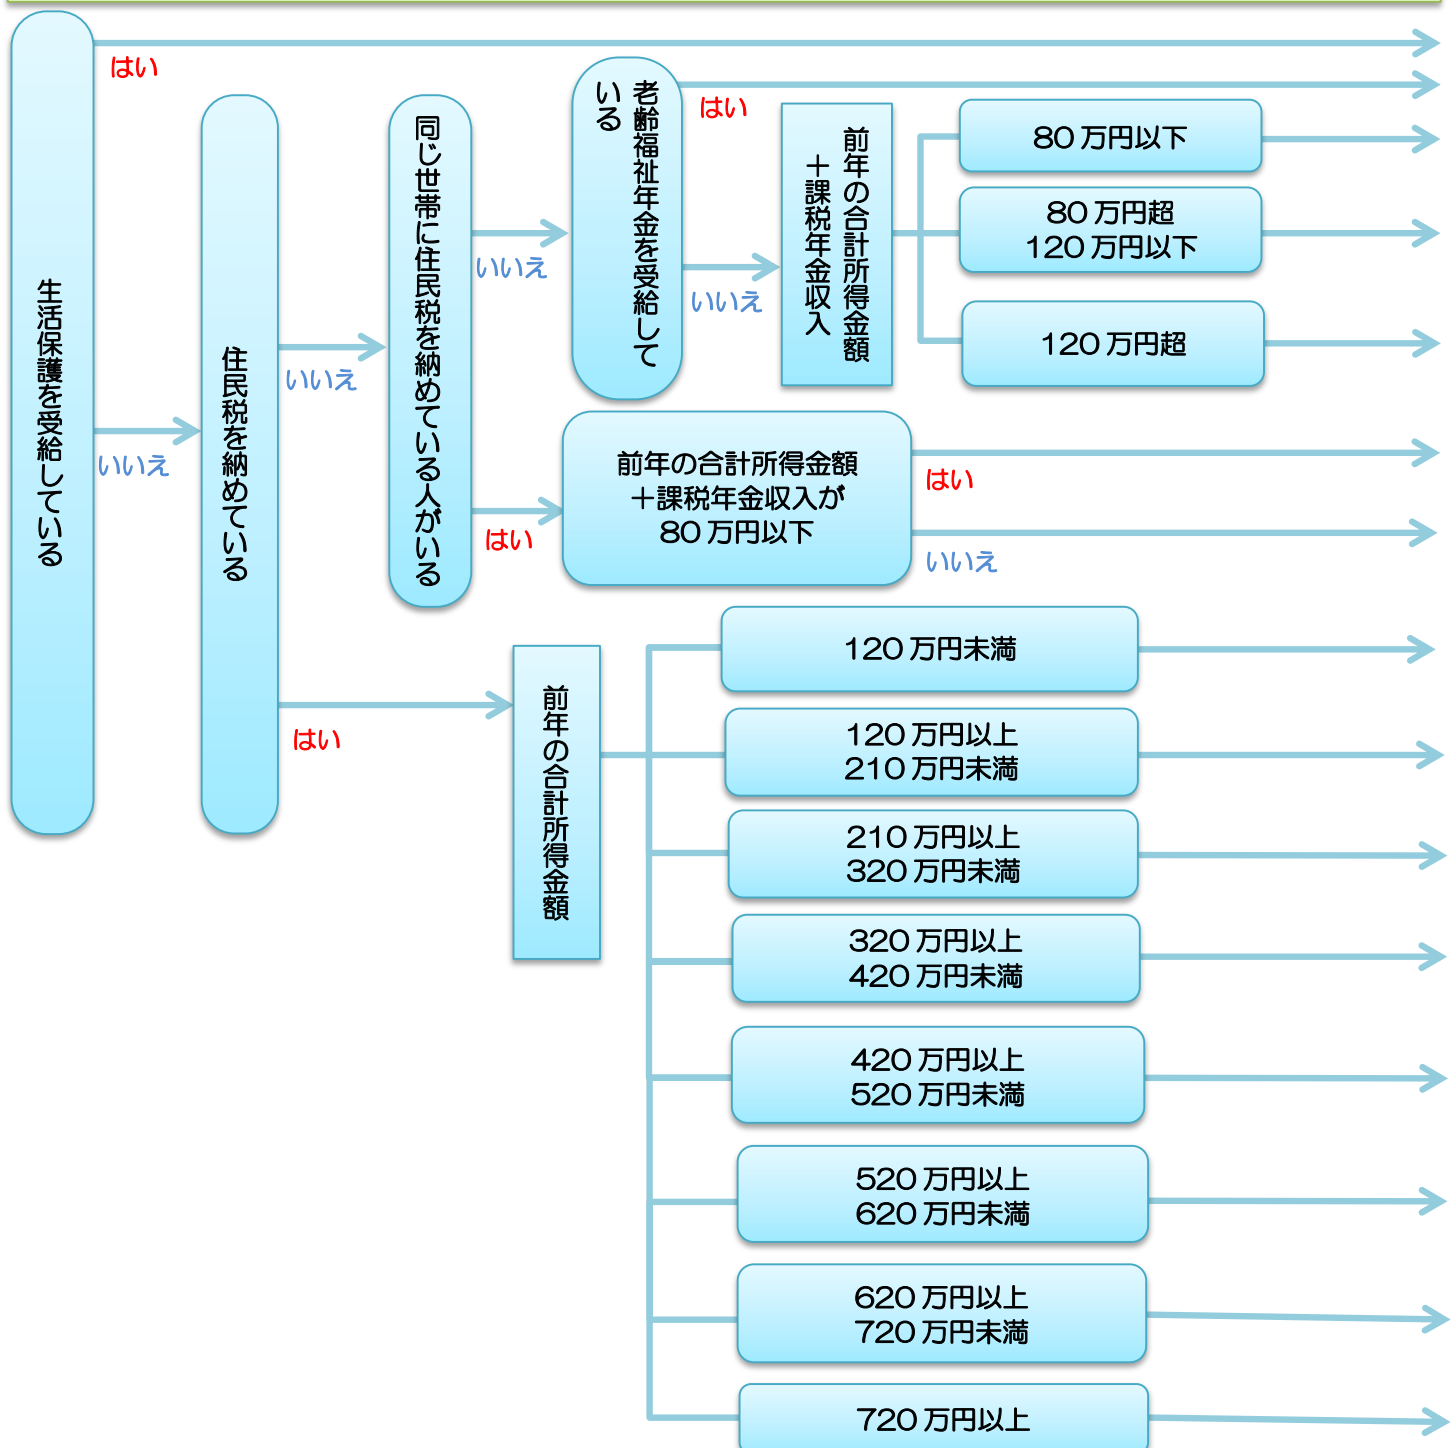 生活保護を受給している
はい
いいえ
住民税を納めている
いいえ
はい
同じ世帯に住民税を納めている人がいる
いいえ
はい
老齢福祉年金を受給して
いる
はい
いいえ
前年の合計所得金額
＋課税年金収入
80万円以下
80万円超
120万円以下
120万円超
前年の合計所得金額
＋課税年金収入が
80万円以下
はい
いいえ
前年の合計所得金額
120万円未満
120万円以上
210万円未満
210万円以上
320万円未満
320万円以上
420万円未満
420万円以上
520万円未満
520万円以上
620万円未満
620万円以上
720万円未満
720万円以上